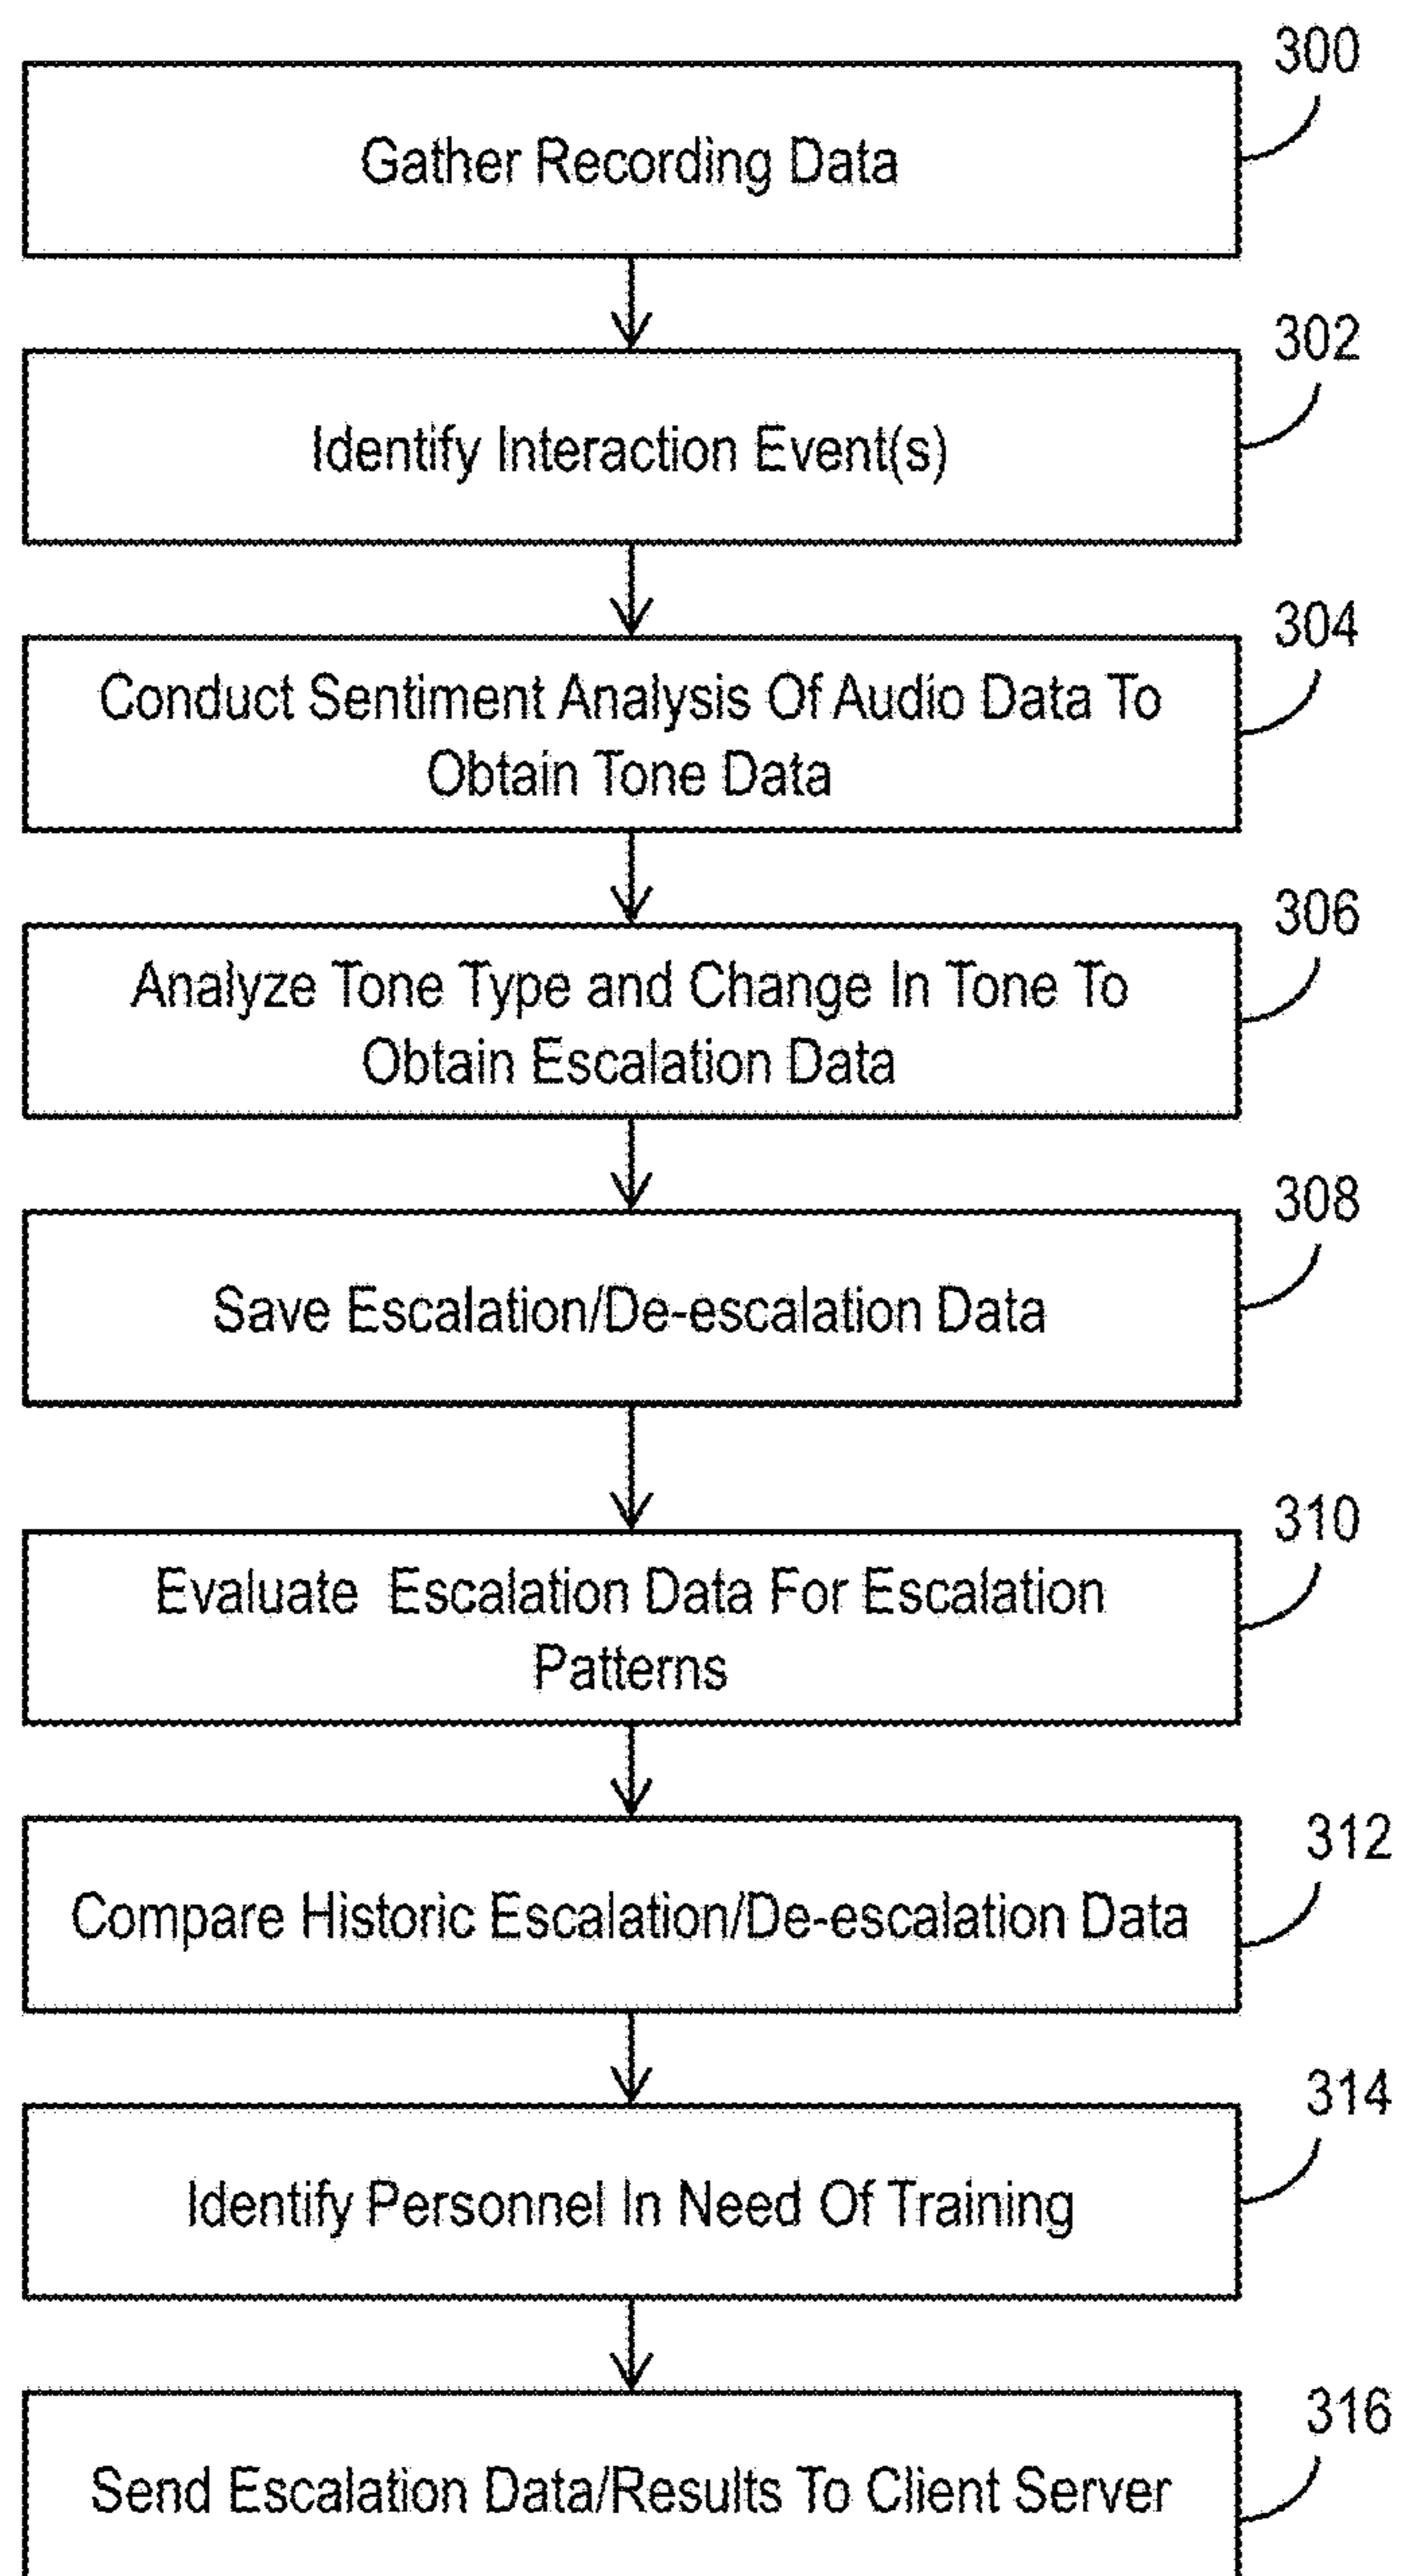 300
Gather Recording Data
302
Identify Interaction Event(s)
304
Conduct Sentiment Analysis Of Audio Data To
Obtain Tone Data
306
Analyze Tone Type and Change In Tone To
Obtain Escalation Data
308
Save Escalation/De-escalation Data
310
Evaluate Escalation Data For Escalation
Patterns
312
Compare Historic Escalation/De-escalation Data
314
Identify Personnel In Need Of Training
316
Send Escalation Data/Results To Client Server